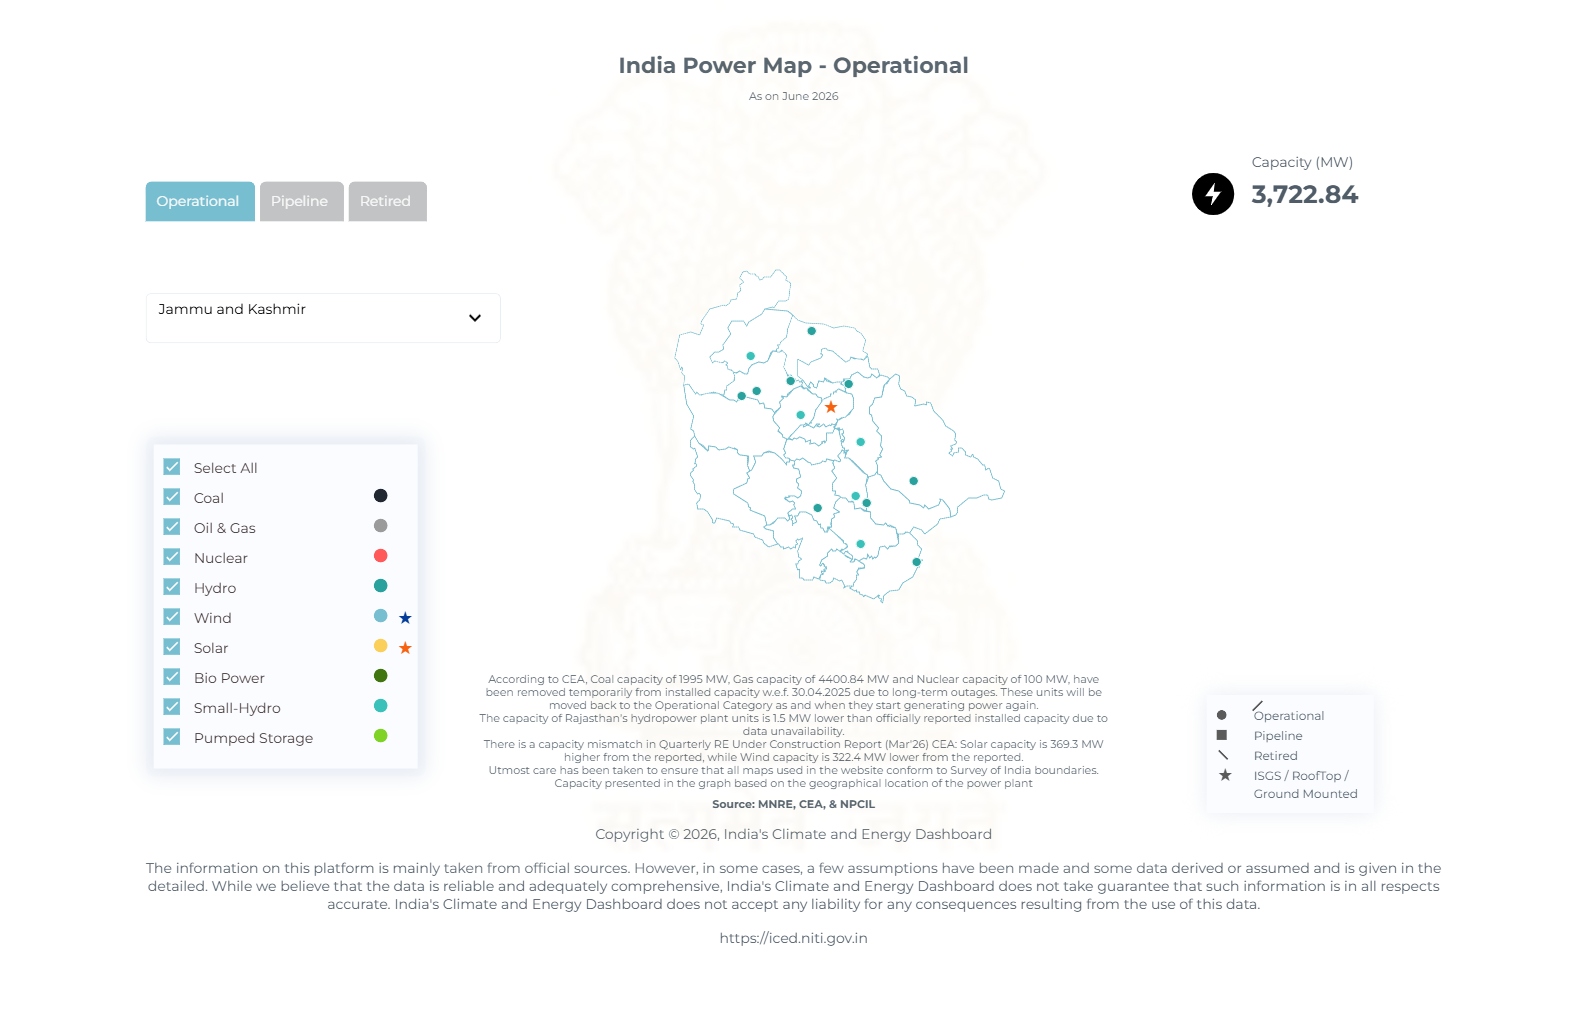 India Power Map - Operational
As on June 2026
Capacity (MW)
3,722.84
Operational
Pipeline
Retired
Jammu and Kashmir
Select All
Coal
Oil & Gas
Nuclear
Hydro
Wind
Solar
Bio Power
Small-Hydro
Pumped Storage
According to CEA, Coal capacity of 1995 MW, Gas capacity of 4400.84 MW and Nuclear capacity of 100 MW, have
been removed temporarily from installed capacity w.e.f. 30.04.2025 due to long-term outages. These units will be
moved back to the Operational Category as and when they start generating power again.
The capacity of Rajasthan's hydropower plant units is 1.5 MW lower than officially reported installed capacity due to
data unavailability.
There is a capacity mismatch in Quarterly RE Under Construction Report (Mar'26) CEA: Solar capacity is 369.3 MW
higher from the reported, while Wind capacity is 322.4 MW lower from the reported.
Utmost care has been taken to ensure that all maps used in the website conform to Survey of India boundaries.
Capacity presented in the graph based on the geographical location of the power plant
Source: MNRE, CEA, & NPCIL
Operational
Pipeline
Retired
ISGS / RoofTop /
Ground Mounted
Copyright © 2026, India's Climate and Energy Dashboard
The information on this platform is mainly taken from official sources. However, in some cases, a few assumptions have been made and some data derived or assumed and is given in the
detailed. While we believe that the data is reliable and adequately comprehensive, India's Climate and Energy Dashboard does not take guarantee that such information is in all respects
accurate. India's Climate and Energy Dashboard does not accept any liability for any consequences resulting from the use of this data.
https://iced.niti.gov.in